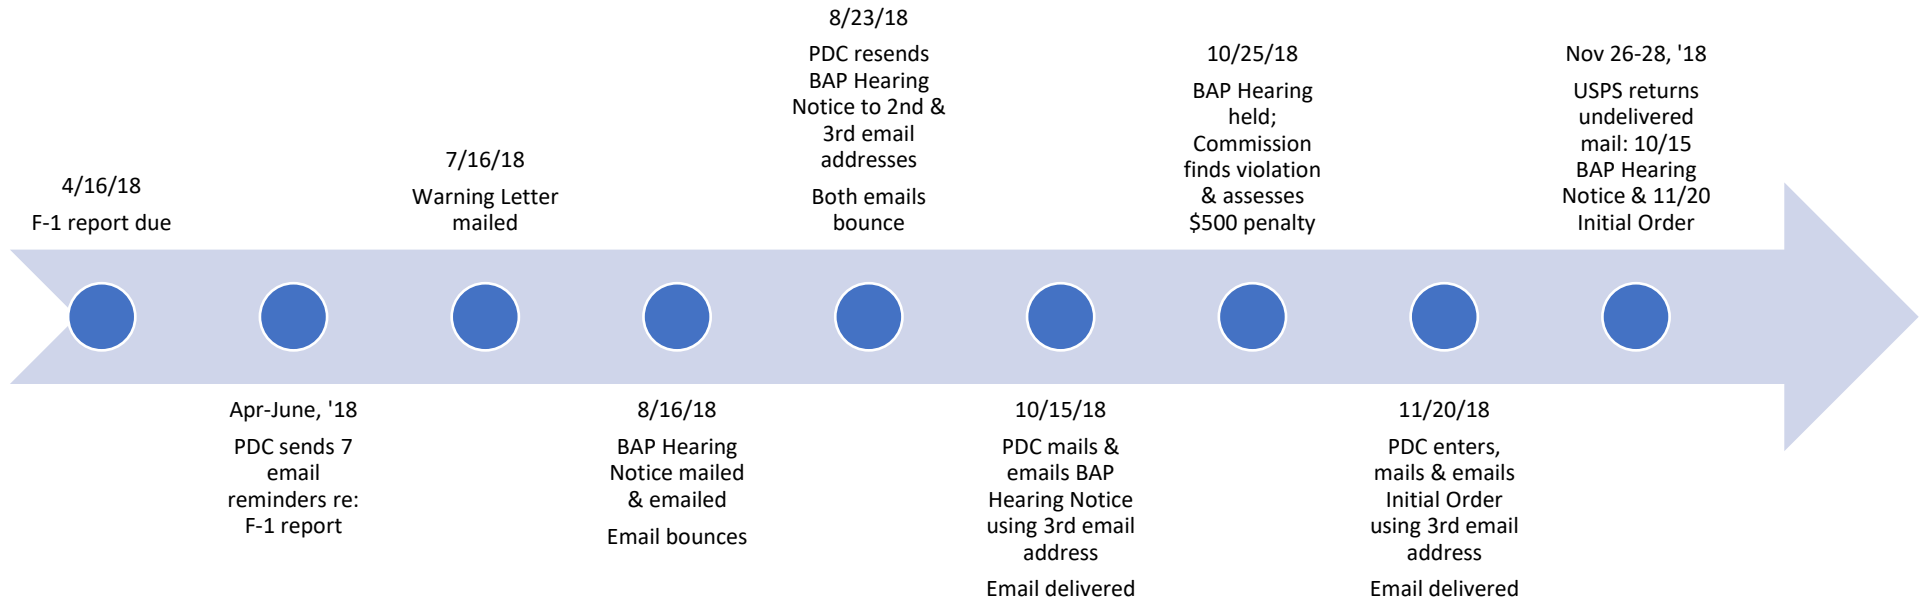 4/16/18
F-1 report due
Apr-June, '18
PDC sends 7
email
reminders re:
F-1 report
7/16/18
Warning Letter
mailed
8/16/18
BAP Hearing
Notice mailed
& emailed
Email bounces
8/23/18
PDC resends
BAP Hearing
Notice to 2nd &
3rd email
addresses
Both emails
bounce
10/15/18
PDC mails &
emails BAP
Hearing Notice
using 3rd email
address
Email delivered
10/25/18
BAP Hearing
held;
Commission
finds violation
& assesses
$500 penalty
11/20/18
PDC enters,
mails & emails
Initial Order
using 3rd email
address
Email delivered
Nov 26-28, '18
USPS returns
undelivered
mail: 10/15
BAP Hearing
Notice & 11/20
Initial Order